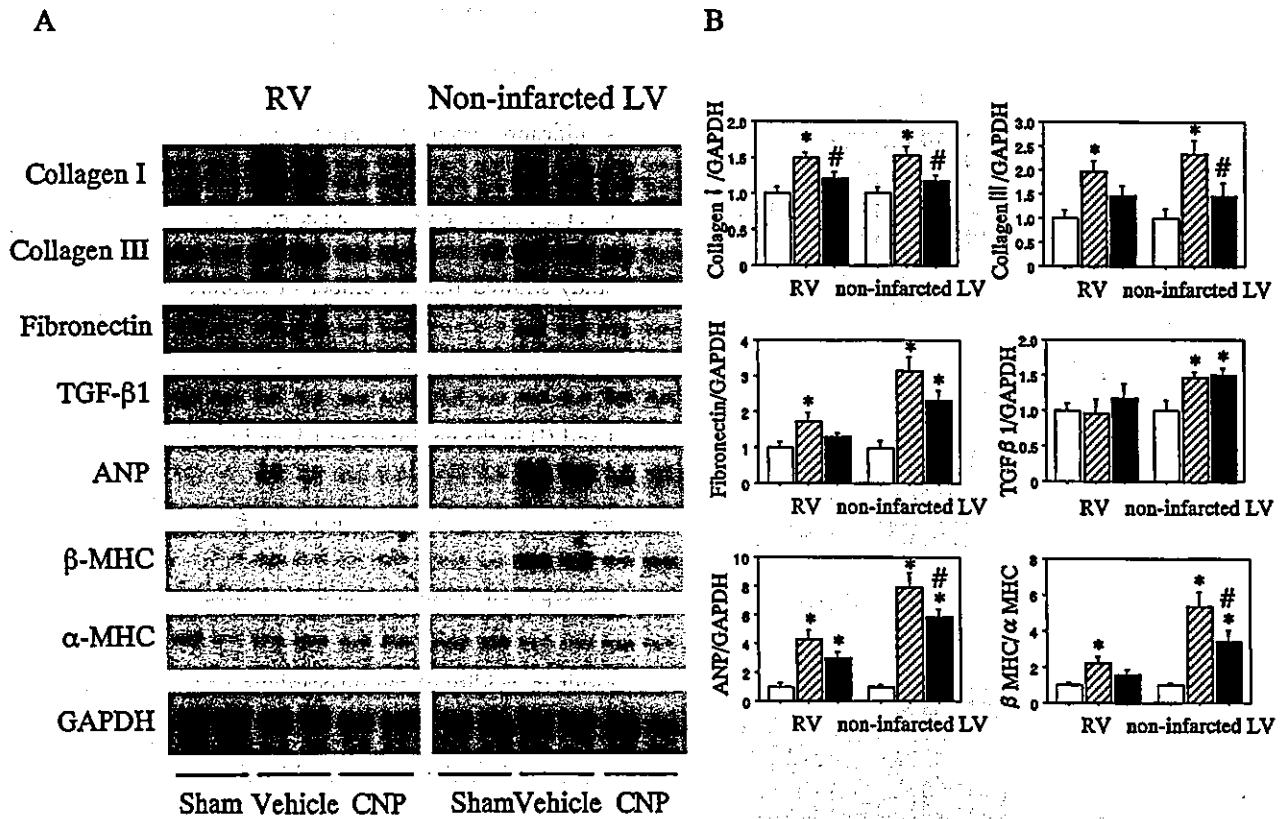 A
RV Non-infarcted LV
Collagen I
Collagen III
Fibronectin
TGF-β1
ANP
β-MHC
α-MHC
GAPDH
Sham Vehicle CNP
Sham Vehicle CNP
B
Collagen I /GAPDH
2.0
1.5
1.0
0.5
0
* # * #
RV non-infarcted LV
Collagen III/GAPDH
3.0
2.5
2.0
1.5
1.0
0.5
0
* * #
RV non-infarcted LV
Fibronectin/GAPDH
4
3
2
1
0
* * *
RV non-infarcted LV
TGF β 1/GAPDH
2.0
1.5
1.0
0.5
0
* *
RV non-infarcted LV
ANP/GAPDH
10
8
6
4
2
0
* * * # *
RV non-infarcted LV
β MHC/α MHC
8
6
4
2
0
* * # *
RV non-infarcted LV